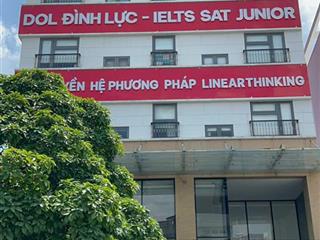 DOL ĐÌNH LỰC - IELTS SAT JUNIOR
HỆ PHƯƠNG PHÁP LINEARTHINKING